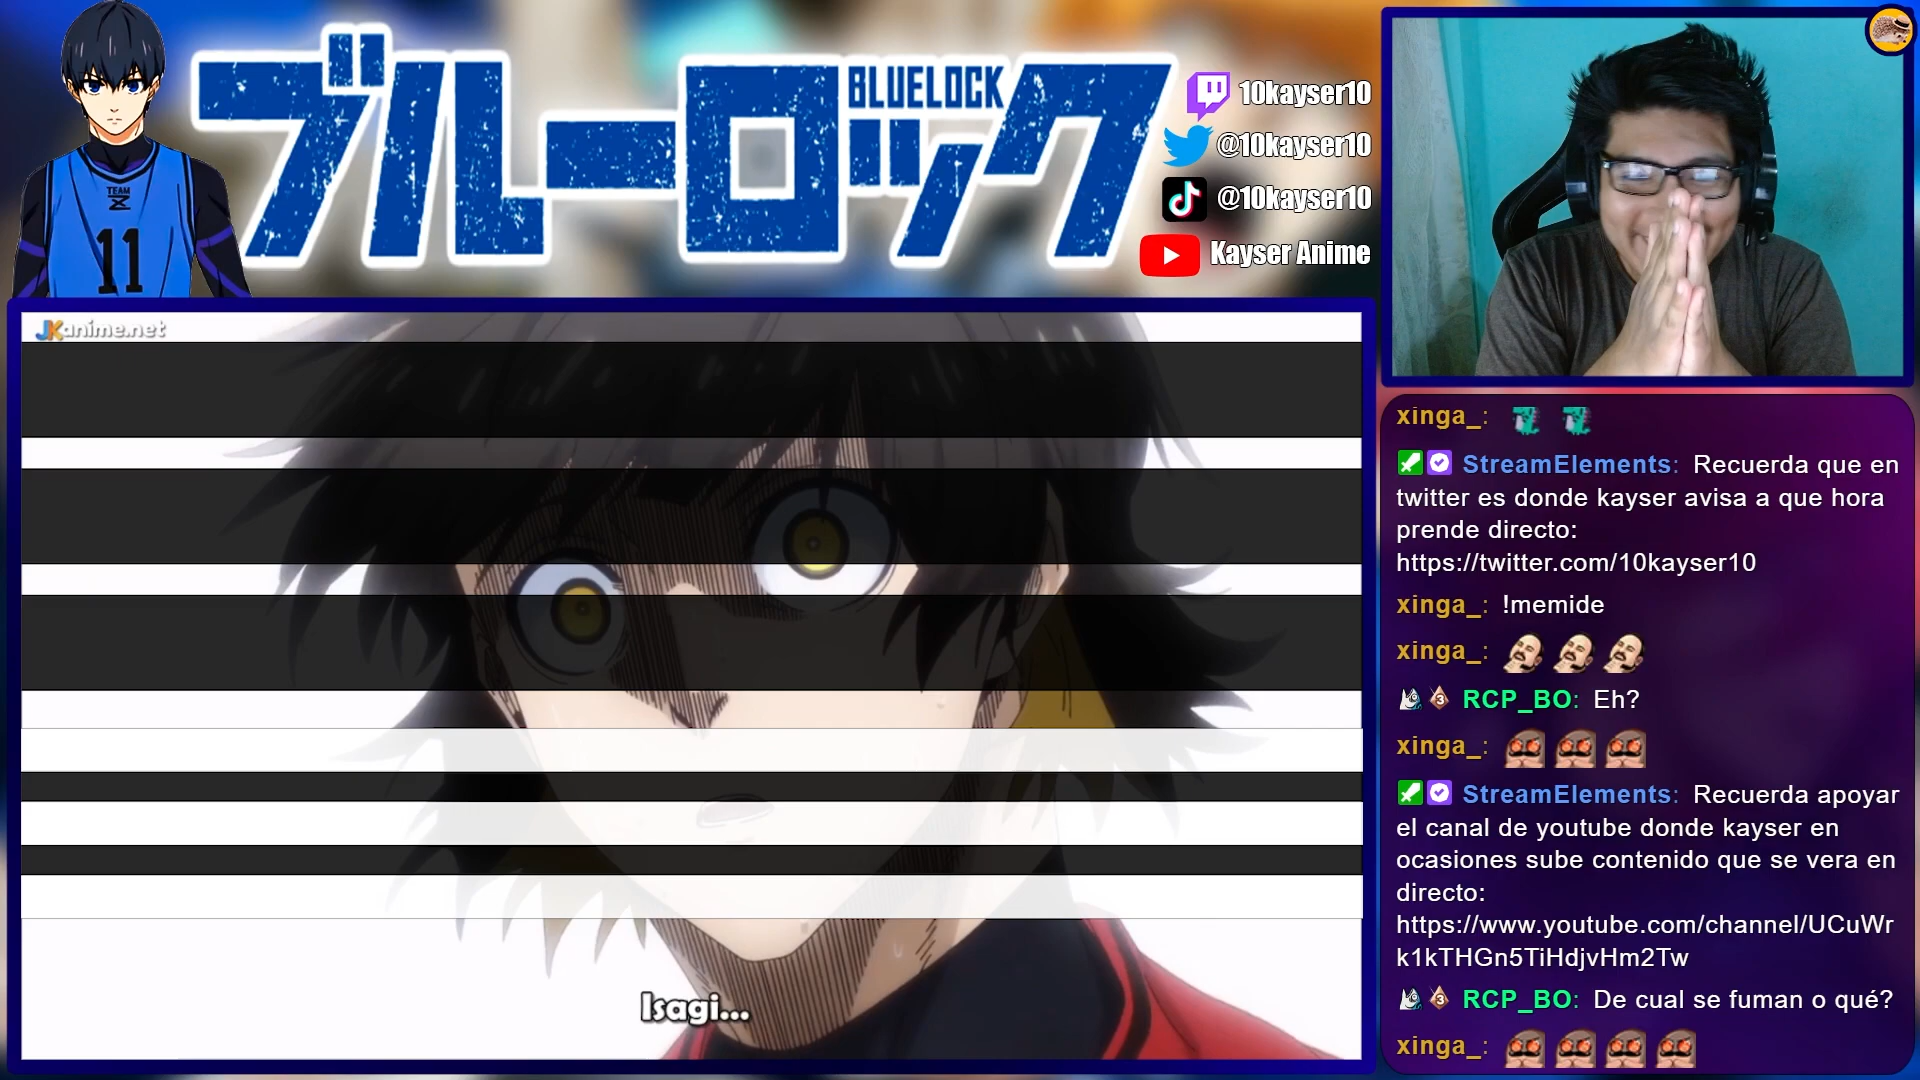 ブルーロック
BLUELOCK
TEAM
Z
11
10kayser10
@10kayser10
@10kayser10
Kayser Anime
JKanime.net
Isagi...
xinga_:
StreamElements: Recuerda que en
twitter es donde kayser avisa a que hora
prende directo:
https://twitter.com/10kayser10
xinga_: !memide
xinga_:
3 RCP_BO: Eh?
xinga_:
StreamElements: Recuerda apoyar
el canal de youtube donde kayser en
ocasiones sube contenido que se vera en
directo:
https://www.youtube.com/channel/UCuWr
k1kTHGn5TiHdjvHm2Tw
3 RCP_BO: De cual se fuman o qué?
xinga_: